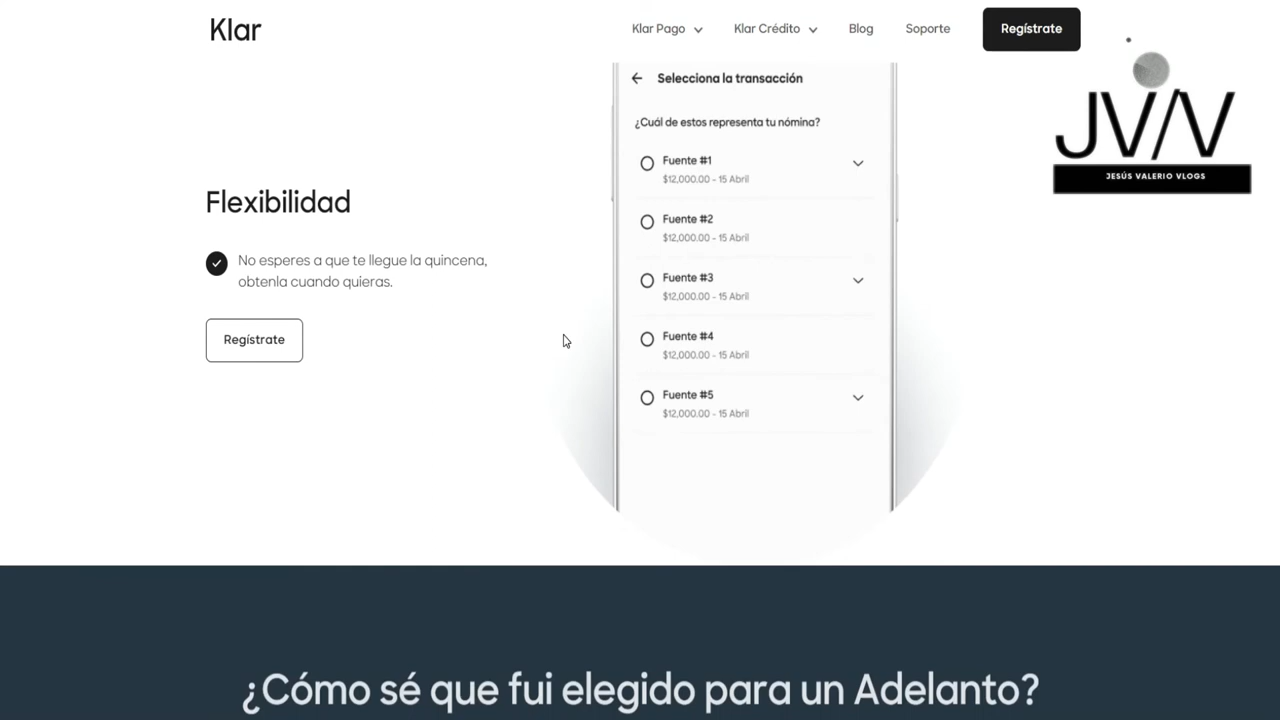 Klar
Klar Pago
Klar Crédito
Blog
Soporte
Regístrate
JV/V
JESÚS VALERIO VLOGS
Selecciona la transacción
¿Cuál de estos representa tu nómina?
Fuente #1
$12,000.00 - 15 Abril
Fuente #2
$12,000.00 - 15 Abril
Fuente #3
$12,000.00 - 15 Abril
Fuente #4
$12,000.00 - 15 Abril
Fuente #5
$12,000.00 - 15 Abril
Flexibilidad
No esperes a que te llegue la quincena,
obtenla cuando quieras.
Regístrate
¿Cómo sé que fui elegido para un Adelanto?